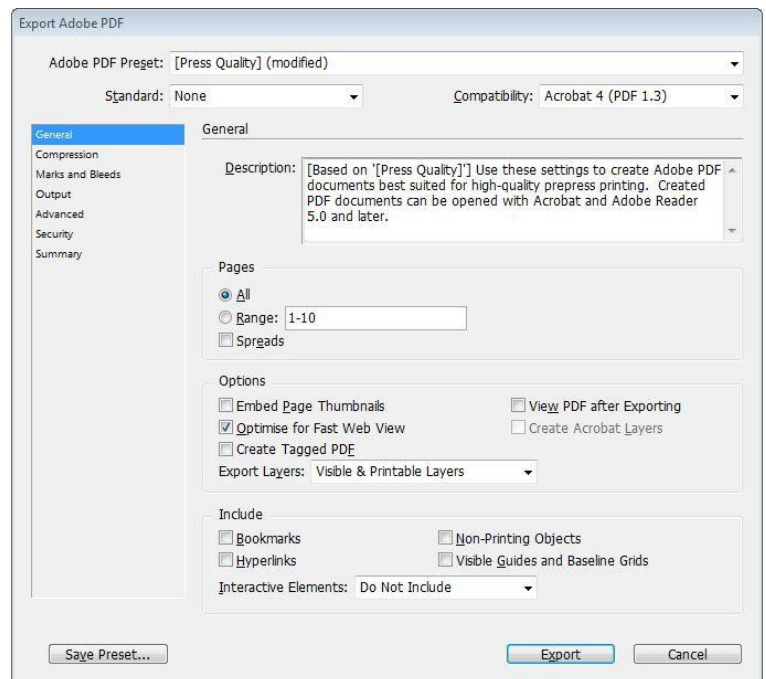 Export Adobe PDF
Adobe PDF Preset: [Press Quality] (modified)
Standard: None Compatibility: Acrobat 4 (PDF 1.3)
General
Compression
Marks and Bleeds
Output
Advanced
Security
Summary
General
Description: [Based on '[Press Quality]'] Use these settings to create Adobe PDF
documents best suited for high-quality prepress printing. Created
PDF documents can be opened with Acrobat and Adobe Reader
5.0 and later.
Pages
All
Range: 1-10
Spreads
Options
Embed Page Thumbnails View PDF after Exporting
Optimise for Fast Web View Create Acrobat Layers
Create Tagged PDF
Export Layers: Visible & Printable Layers
Include
Bookmarks Non-Printing Objects
Hyperlinks Visible Guides and Baseline Grids
Interactive Elements: Do Not Include
Save Preset... Export Cancel